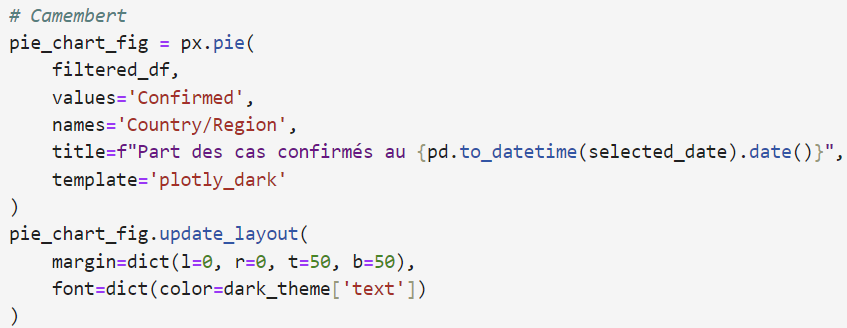 # Camembert
pie_chart_fig = px.pie(
    filtered_df,
    values='Confirmed',
    names='Country/Region',
    title=f"Part des cas confirmés au {pd.to_datetime(selected_date).date()}",
    template='plotly_dark'
)
pie_chart_fig.update_layout(
    margin=dict(l=0, r=0, t=50, b=50),
    font=dict(color=dark_theme['text'])
)